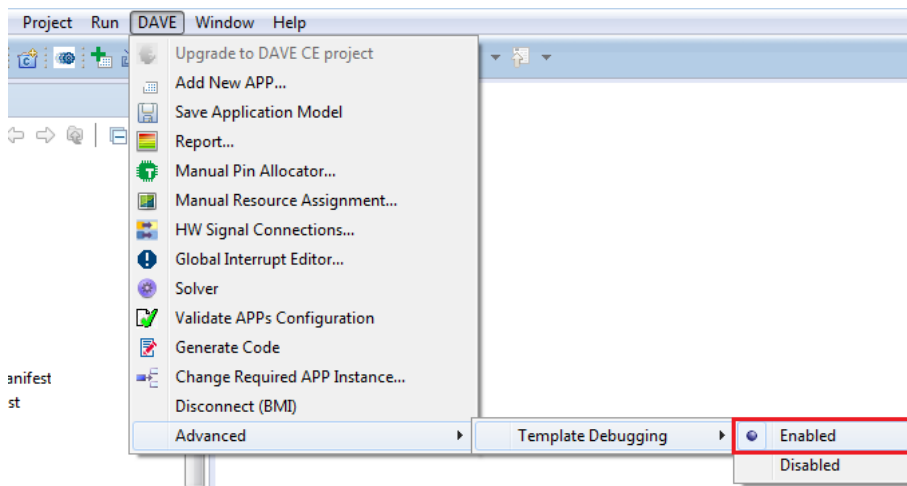 Project Run DAVE Window Help
Upgrade to DAVE CE project
Add New APP...
Save Application Model
Report...
Manual Pin Allocator...
Manual Resource Assignment...
HW Signal Connections...
Global Interrupt Editor...
Solver
Validate APPs Configuration
Generate Code
anifest
Change Required APP Instance...
st
Disconnect (BMI)
Advanced
Template Debugging
Enabled
Disabled